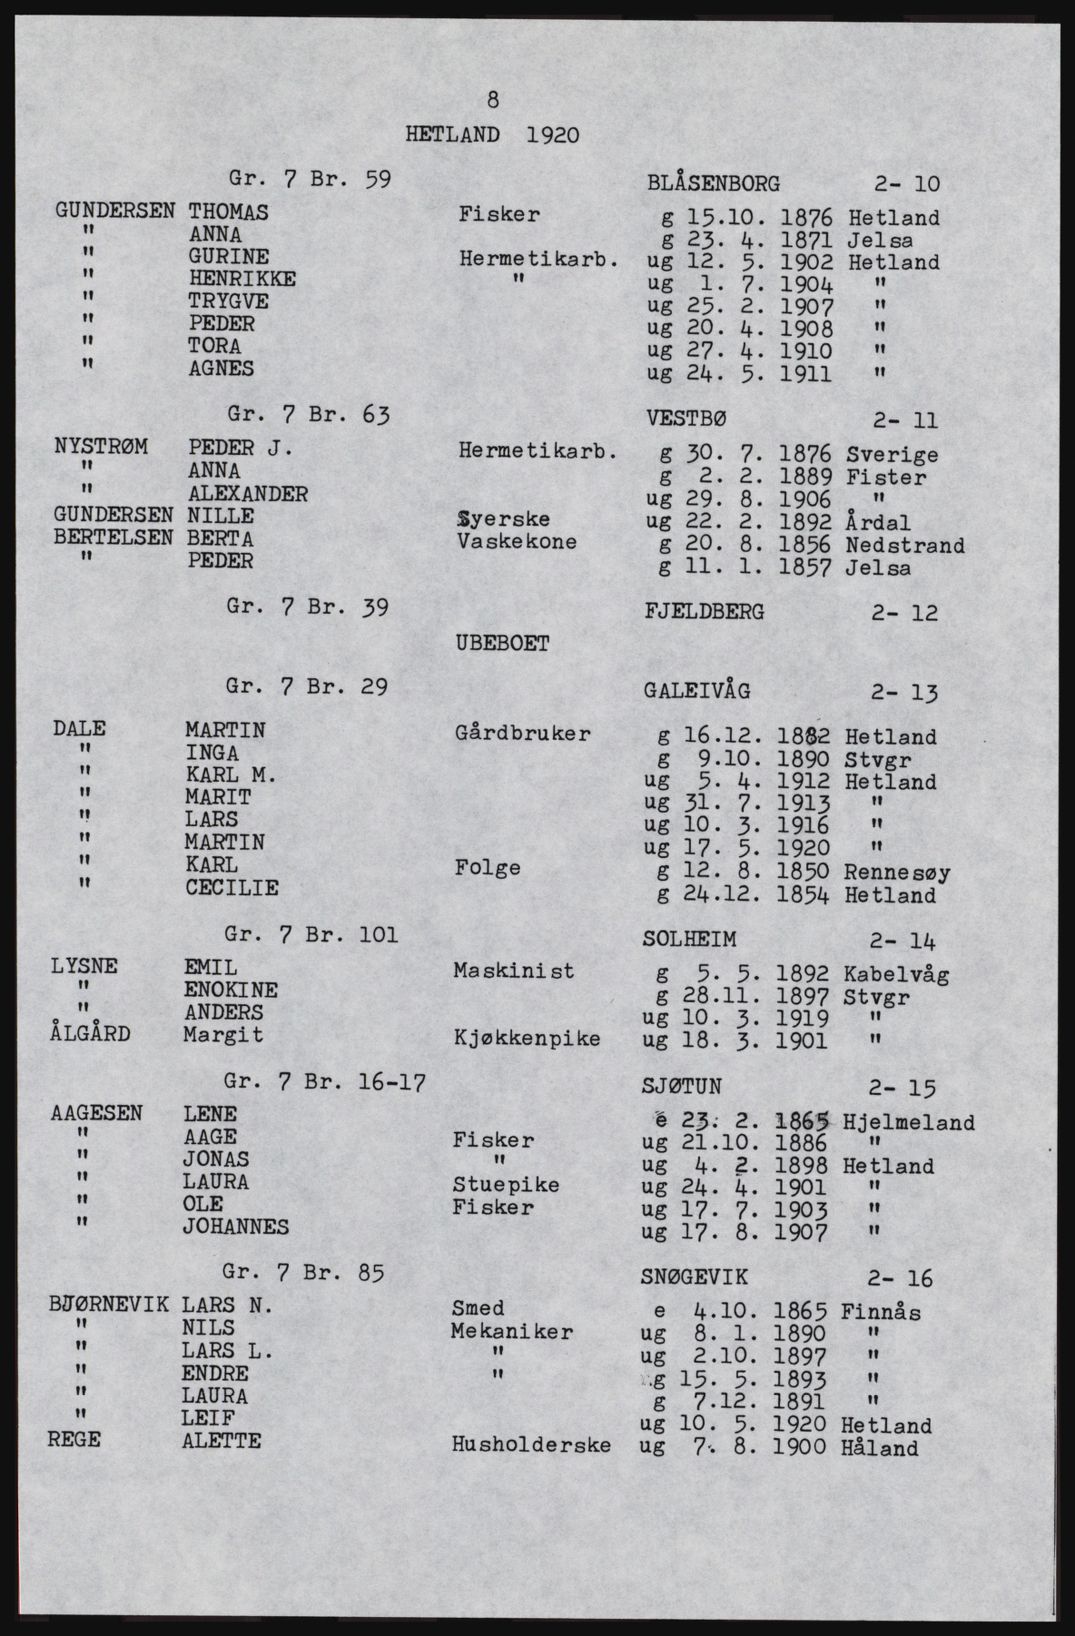 8
HETLAND 1920
Gr. 7 Br. 59 BLÅSENBORG 2- 10
GUNDERSEN THOMAS Fisker g 15.10. 1876 Hetland
" ANNA g 23. 4. 1871 Jelsa
" GURINE Hermetikarb. ug 12. 5. 1902 Hetland
" HENRIKKE " ug 1. 7. 1904 "
" TRYGVE ug 25. 2. 1907 "
" PEDER ug 20. 4. 1908 "
" TORA ug 27. 4. 1910 "
" AGNES ug 24. 5. 1911 "
Gr. 7 Br. 63 VESTBØ 2- 11
NYSTRØM PEDER J. Hermetikarb. g 30. 7. 1876 Sverige
" ANNA g 2. 2. 1889 Fister
" ALEXANDER ug 29. 8. 1906 "
GUNDERSEN NILLE Syerske ug 22. 2. 1892 Årdal
BERTELSEN BERTA Vaskekone g 20. 8. 1856 Nedstrand
" PEDER g 11. 1. 1857 Jelsa
Gr. 7 Br. 39 FJELDBERG 2- 12
UBEBOET
Gr. 7 Br. 29 GALEIVÅG 2- 13
DALE MARTIN Gårdbruker g 16.12. 1882 Hetland
" INGA g 9.10. 1890 Stvgr
" KARL M. ug 5. 4. 1912 Hetland
" MARIT ug 31. 7. 1913 "
" LARS ug 10. 3. 1916 "
" MARTIN ug 17. 5. 1920 "
" KARL Folge g 12. 8. 1850 Rennesøy
" CECILIE g 24.12. 1854 Hetland
Gr. 7 Br. 101 SOLHEIM 2- 14
LYSNE EMIL Maskinist g 5. 5. 1892 Kabelvåg
" ENOKINE g 28.11. 1897 Stvgr
" ANDERS ug 10. 3. 1919 "
ÅLGÅRD Margit Kjøkkenpike ug 18. 3. 1901 "
Gr. 7 Br. 16-17 SJØTUN 2- 15
AAGESEN LENE e 23. 2. 1865 Hjelmeland
" AAGE Fisker ug 21.10. 1886 "
" JONAS " ug 4. 2. 1898 Hetland
" LAURA Stuepike ug 24. 4. 1901 "
" OLE Fisker ug 17. 7. 1903 "
" JOHANNES ug 17. 8. 1907 "
Gr. 7 Br. 85 SNØGEVIK 2- 16
BJØRNEVIK LARS N. Smed e 4.10. 1865 Finnås
" NILS Mekaniker ug 8. 1. 1890 "
" LARS L. " ug 2.10. 1897 "
" ENDRE " g 15. 5. 1893 "
" LAURA g 7.12. 1891 "
" LEIF ug 10. 5. 1920 Hetland
REGE ALETTE Husholderske ug 7. 8. 1900 Håland